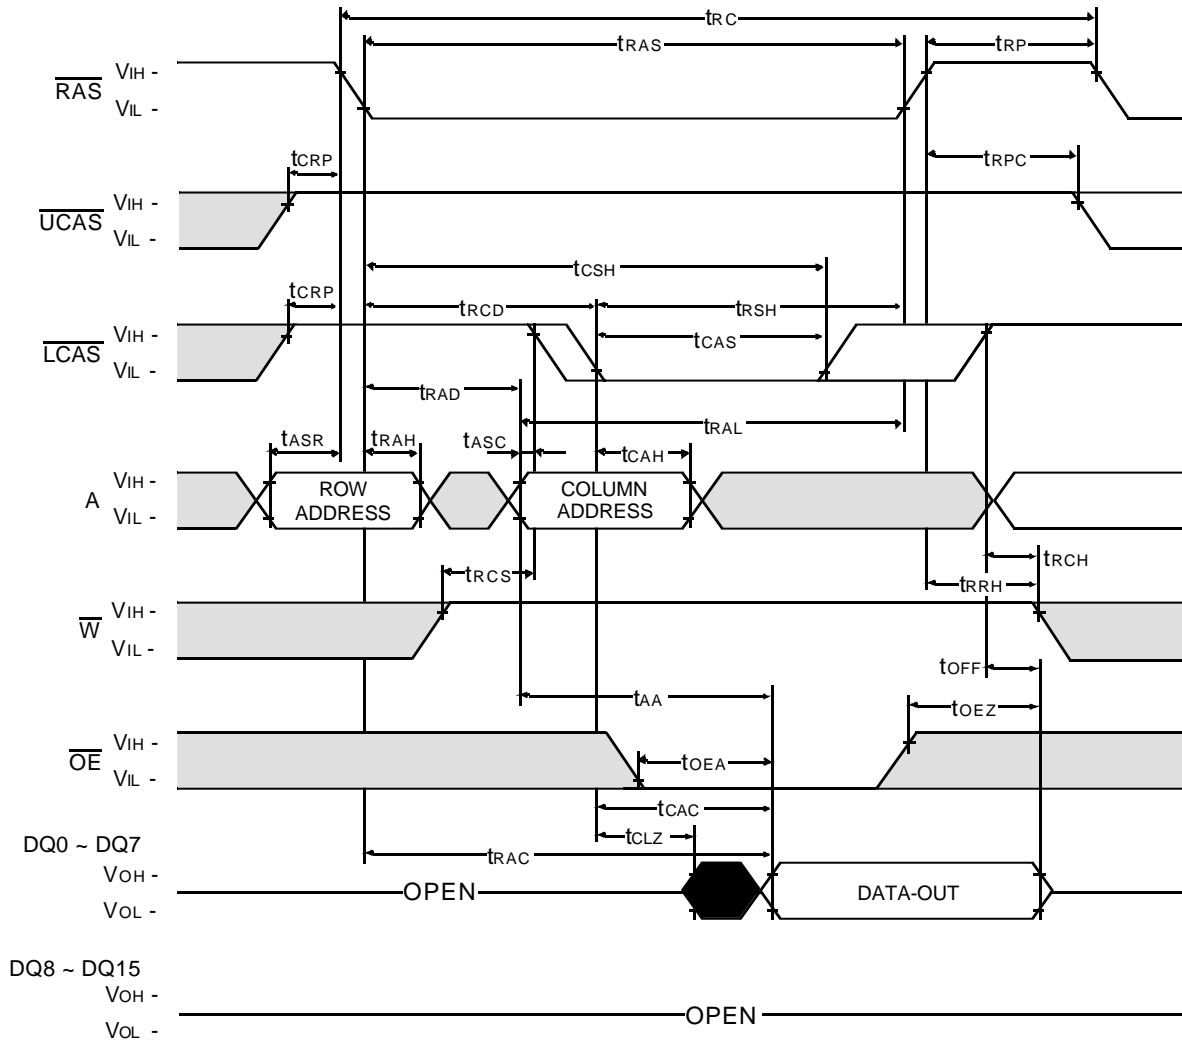 tRC
tRAS
tRP
RAS
VIH -
VIL -
tCRP
tRPC
UCAS
VIH -
VIL -
tCSH
tCRP
tRCD
tRSH
LCAS
VIH -
VIL -
tCAS
tRAD
tRAL
tASR
tRAH
tASC
tCAH
A
VIH -
VIL -
ROW
ADDRESS
COLUMN
ADDRESS
tRCH
tRCS
tRRH
W
VIH -
VIL -
tOFF
tAA
tOEZ
OE
VIH -
VIL -
tOEA
tCAC
tCLZ
DQ0 ~ DQ7
tRAC
VOH -
VOL -
OPEN
DATA-OUT
DQ8 ~ DQ15
VOH -
VOL -
OPEN